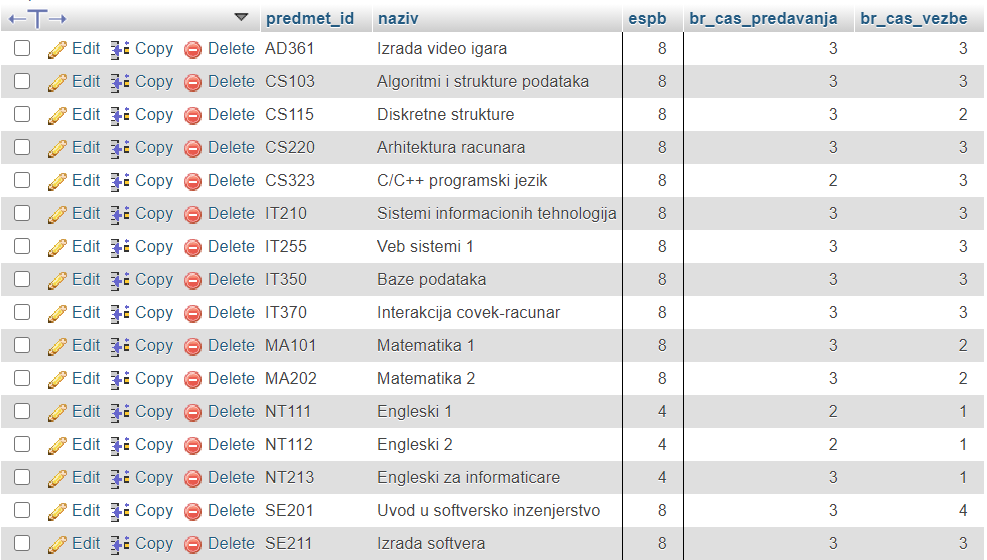 predmet_id naziv espb br_cas_predavanja br_cas_vezbe
Edit Copy Delete AD361 Izrada video igara 8 3 3
Edit Copy Delete CS103 Algoritmi i strukture podataka 8 3 3
Edit Copy Delete CS115 Diskretne strukture 8 3 2
Edit Copy Delete CS220 Arhitektura racunara 8 3 3
Edit Copy Delete CS323 C/C++ programski jezik 8 2 3
Edit Copy Delete IT210 Sistemi informacionih tehnologija 8 3 3
Edit Copy Delete IT255 Veb sistemi 1 8 3 3
Edit Copy Delete IT350 Baze podataka 8 3 3
Edit Copy Delete IT370 Interakcija covek-racunar 8 3 3
Edit Copy Delete MA101 Matematika 1 8 3 2
Edit Copy Delete MA202 Matematika 2 8 3 2
Edit Copy Delete NT111 Engleski 1 4 2 1
Edit Copy Delete NT112 Engleski 2 4 2 1
Edit Copy Delete NT213 Engleski za informaticare 4 3 1
Edit Copy Delete SE201 Uvod u softversko inzenjerstvo 8 3 4
Edit Copy Delete SE211 Izrada softvera 8 3 3